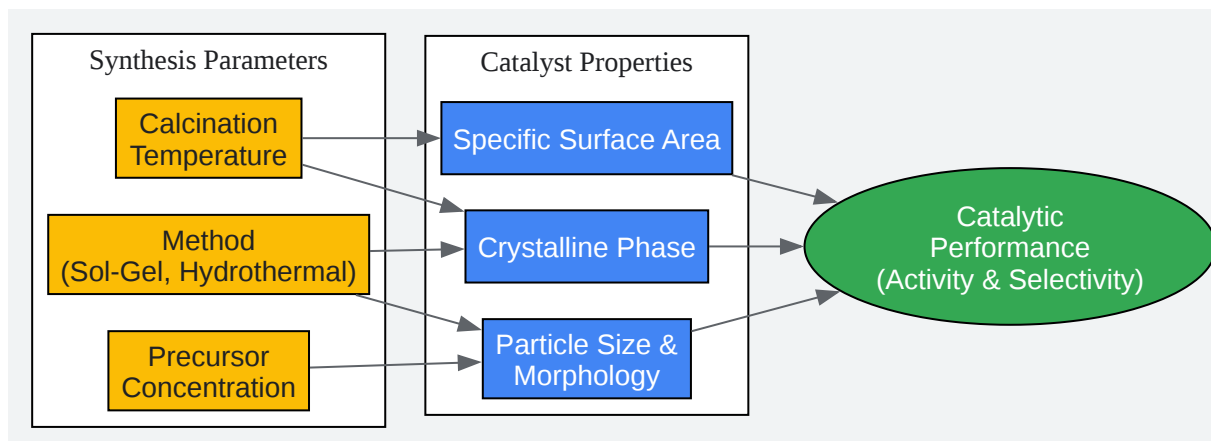 Synthesis Parameters
Calcination
Temperature
Method
(Sol-Gel, Hydrothermal)
Precursor
Concentration
Catalyst Properties
Specific Surface Area
Crystalline Phase
Particle Size &
Morphology
Catalytic
Performance
(Activity & Selectivity)